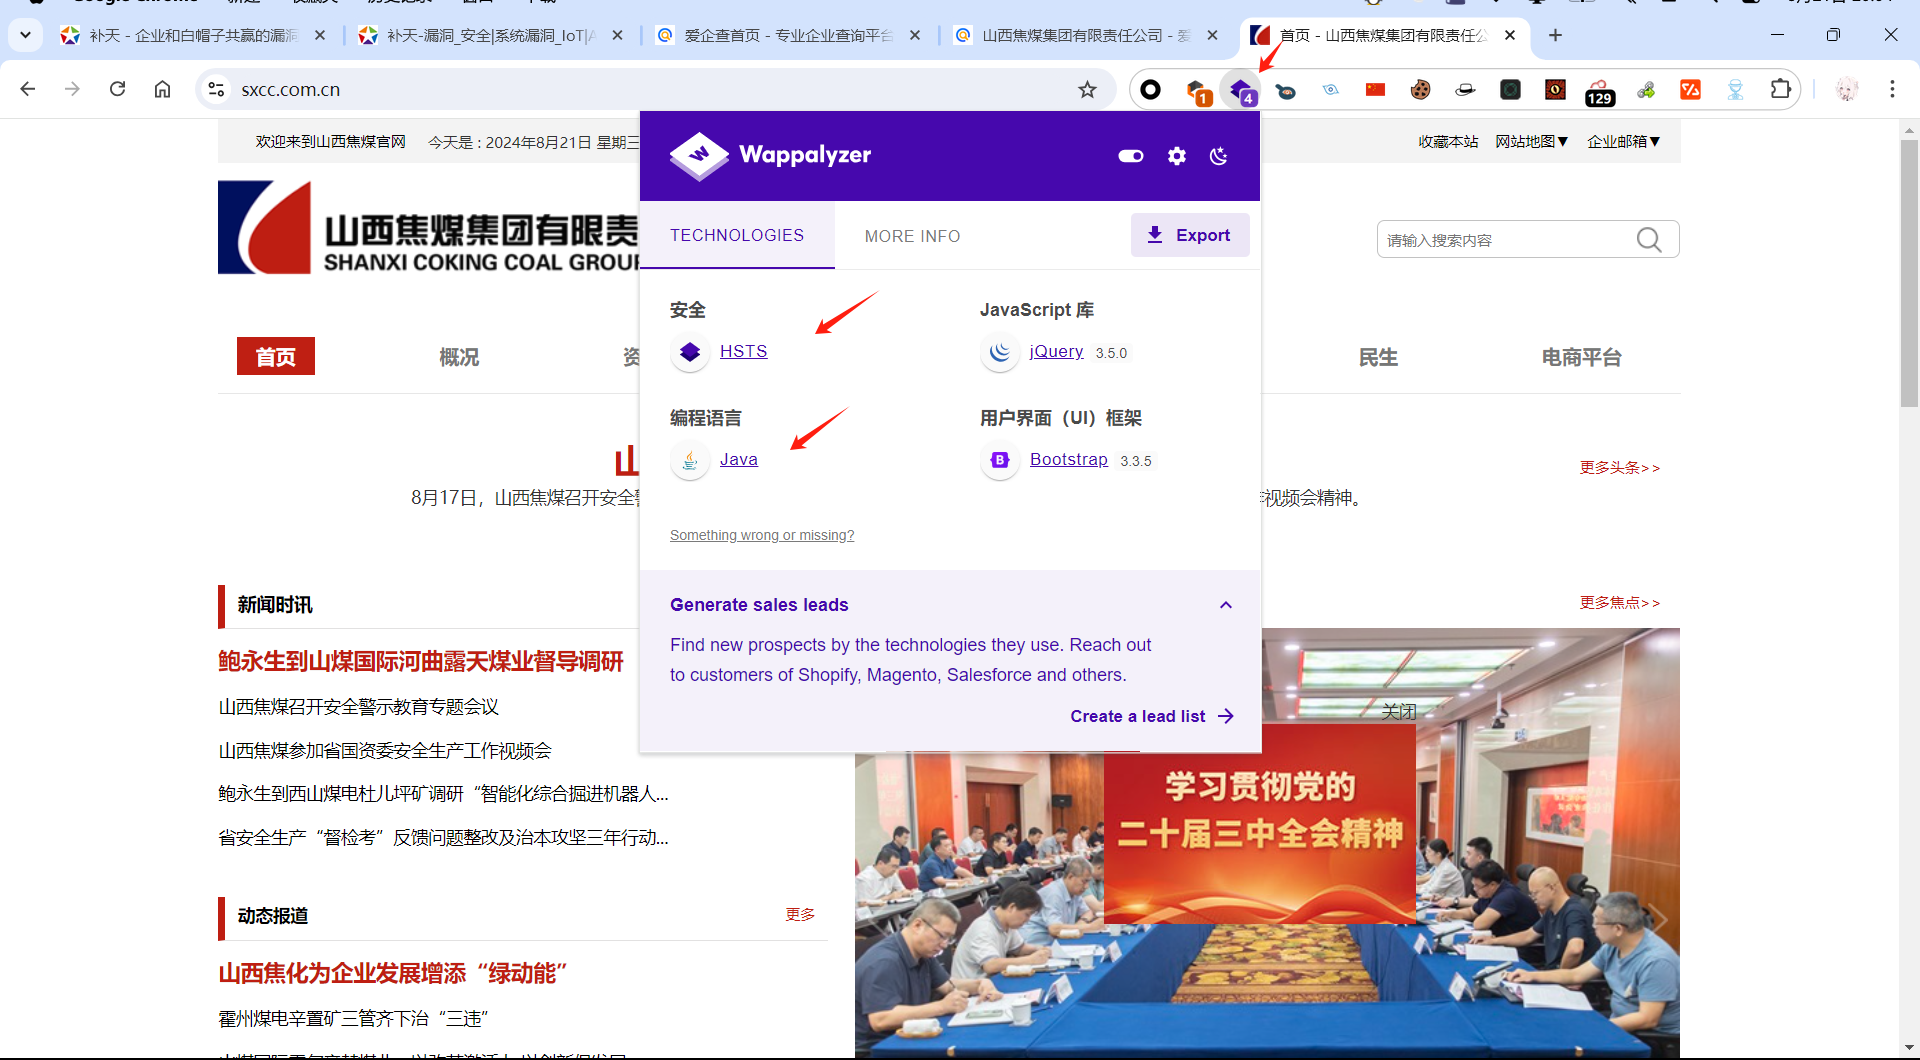 补天 - 企业和白帽子共赢的漏洞
补天-漏洞_安全|系统漏洞_IoT|A
爱企查首页 - 专业企业查询平台
山西焦煤集团有限责任公司 - 爱
首页 - 山西焦煤集团有限责任公
sxcc.com.cn
1
4
129
欢迎来到山西焦煤官网
今天是 : 2024年8月21日 星期三
收藏本站
网站地图▼
企业邮箱▼
Wappalyzer
山西焦煤集团有限责
SHANXI COKING COAL GROUP
请输入搜索内容
TECHNOLOGIES
MORE INFO
Export
首页
概况
资
民生
电商平台
安全
HSTS
JavaScript 库
jQuery 3.5.0
编程语言
Java
用户界面（UI）框架
Bootstrap 3.3.5
Something wrong or missing?
山
更多头条>>
8月17日，山西焦煤召开安全警
视频会精神。
Generate sales leads
Find new prospects by the technologies they use. Reach out
to customers of Shopify, Magento, Salesforce and others.
Create a lead list
新闻时讯
更多焦点>>
鲍永生到山煤国际河曲露天煤业督导调研
山西焦煤召开安全警示教育专题会议
山西焦煤参加省国资委安全生产工作视频会
鲍永生到西山煤电杜儿坪矿调研“智能化综合掘进机器人...
省安全生产“督检考”反馈问题整改及治本攻坚三年行动...
关闭
学习贯彻党的
二十届三中全会精神
动态报道
更多
山西焦化为企业发展增添“绿动能”
霍州煤电辛置矿三管齐下治“三违”